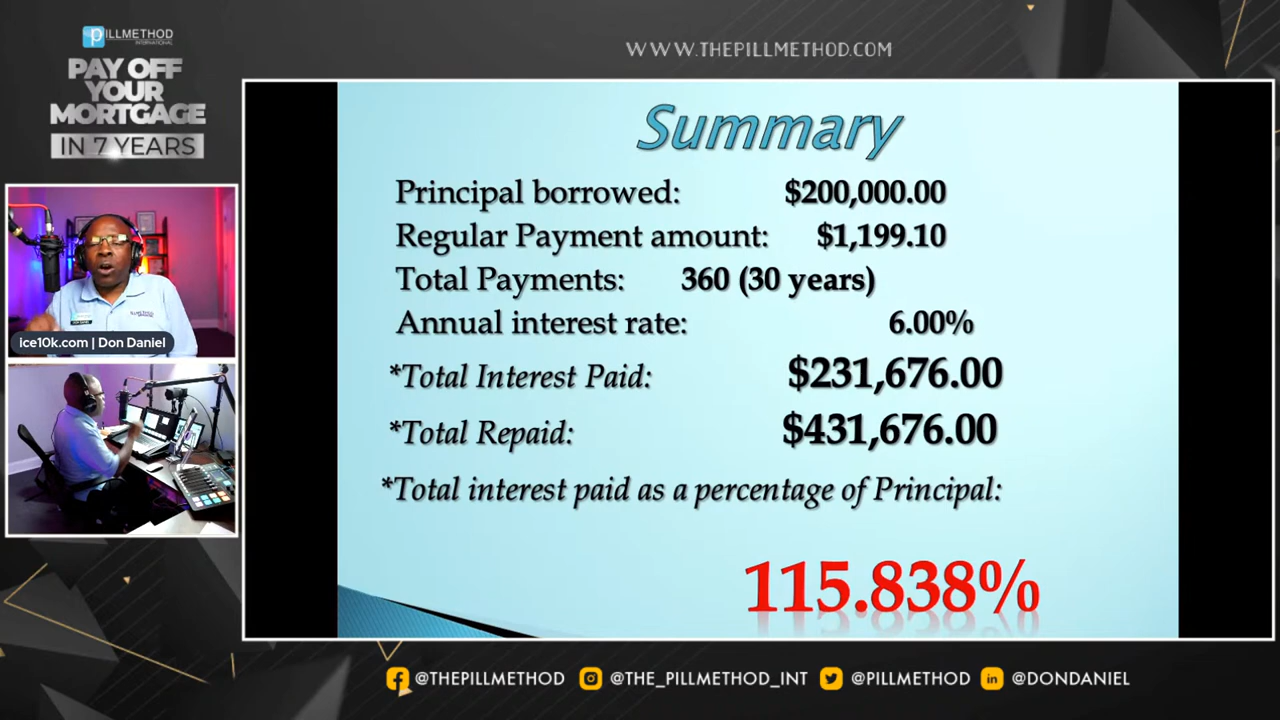 PILLMETHOD
INTERNATIONAL
PAY OFF
YOUR
MORTGAGE
IN 7 YEARS
WWW.THEPILLMETHOD.COM
Summary
Principal borrowed: $200,000.00
Regular Payment amount: $1,199.10
Total Payments: 360 (30 years)
Annual interest rate: 6.00%
*Total Interest Paid: $231,676.00
*Total Repaid: $431,676.00
*Total interest paid as a percentage of Principal:
115.838%
ice10k.com | Don Daniel
@THEPILLMETHOD @THE_PILLMETHOD_INT @PILLMETHOD @DONDANIEL